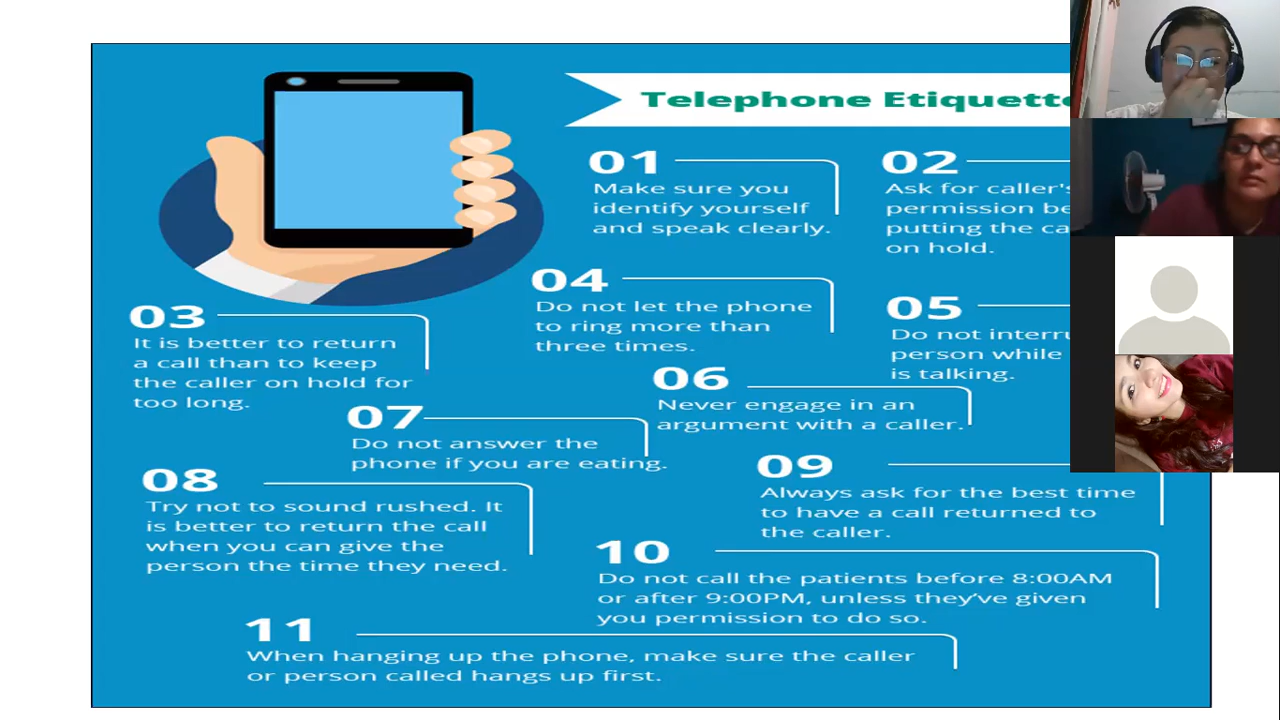 Telephone Etiquette
01
Make sure you
identify yourself
and speak clearly.
02
Ask for caller's
permission
putting the
on hold.
03
It is better to return
a call than to keep
the caller on hold for
too long.
04
Do not let the phone
to ring more than
three times.
05
Do not
person while
is talking.
06
Never engage in an
argument with a caller.
07
Do not answer the
phone if you are eating.
08
Try not to sound rushed. It
is better to return the call
when you can give the
person the time they need.
09
Always ask for the best time
to have a call returned to
the caller.
10
Do not call the patients before 8:00AM
or after 9:00PM, unless they’ve given
you permission to do so.
11
When hanging up the phone, make sure the caller
or person called hangs up first.